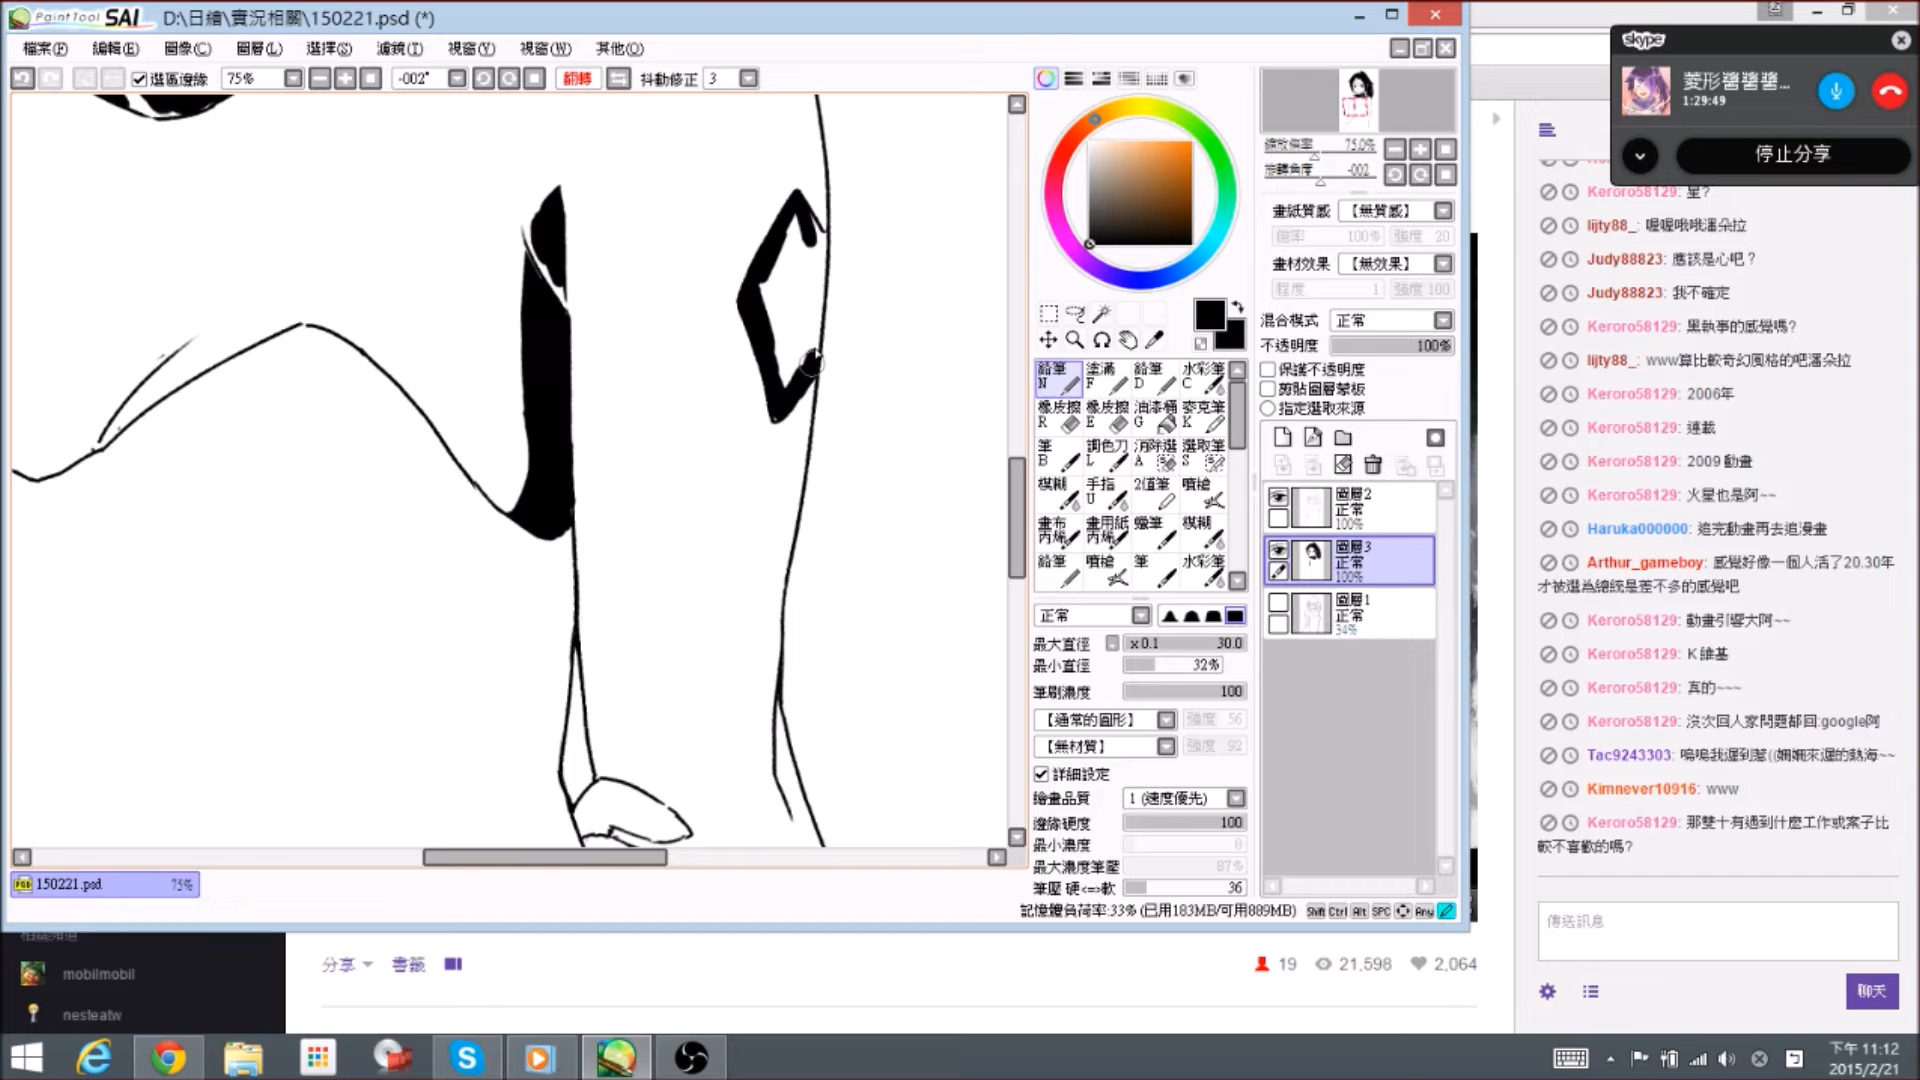 PaintTool SAI D:\日繪\實況相關\150221.psd (*)
檔案(F) 編輯(E) 圖像(C) 圖層(L) 選擇(S) 濾鏡(T) 視窗(V) 視窗(W) 其他(O)
選區邊緣 75% -002° 翻轉 抖動修正 3
縮放倍率 75.0%
旋轉角度 -002
畫紙質感 【無質感】
倍率 100% 強度 20
畫材效果 【無效果】
程度 1 強度 100
混合模式 正常
不透明度 100%
保護不透明度
剪貼圖層蒙板
指定選取來源
鉛筆 N 塗滿 F 鉛筆 D 水彩筆 C
橡皮擦 R 橡皮擦 E 油漆桶 G 麥克筆 K
筆 B 調色刀 L 消除選 A 選取筆 S
模糊 手指 U 2值筆 噴槍
畫布丙烯 畫用紙丙烯 蠟筆 模糊
鉛筆 噴槍 筆 水彩筆
圖層2
正常
100%
圖層3
正常
100%
圖層1
正常
34%
正常
最大直徑 x 0.1 30.0
最小直徑 32%
筆刷濃度 100
【通常的圓形】 強度 56
【無材質】 強度 92
詳細設定
繪畫品質 1 (速度優先)
邊緣硬度 100
最小濃度 0
最大濃度筆壓 87%
筆壓 硬<=>軟 36
記憶體負荷率:33% (已用183MB/可用889MB) Shift Ctrl Alt SPC Any
150221.psd 75%
skype
菱形醬醬醬...
1:29:49
停止分享
Keroro58129: 星?
lijty88_: 喔喔哦哦潘朵拉
Judy88823: 應該是心吧？
Judy88823: 我不確定
Keroro58129: 黑執事的感覺嗎?
lijty88_: www算比較奇幻風格的吧潘朵拉
Keroro58129: 2006年
Keroro58129: 連載
Keroro58129: 2009 動畫
Keroro58129: 火星也是阿~~
Haruka000000: 追完動畫再去追漫畫
Arthur_gameboy: 感覺好像一個人活了20.30年
才被選為總統是差不多的感覺吧
Keroro58129: 動畫引響大阿~~
Keroro58129: K 維基
Keroro58129: 真的~~~
Keroro58129: 沒次回人家問題都回:google阿
Tac9243303: 嗚嗚我遲到惹((姍姍來遲的熱海~~
Kimnever10916: www
Keroro58129: 那雙十有遇到什麼工作或案子比
較不喜歡的嗎?
傳送訊息
聊天
相關頻道
mobilmobil
nesteatw
分享 書籤
19 21,598 2,064
下午 11:12
2015/2/21